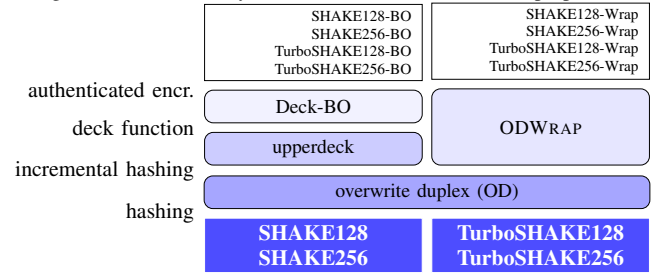 SHAKE128-BO
SHAKE256-BO
TurboSHAKE128-BO
TurboSHAKE256-BO
SHAKE128-Wrap
SHAKE256-Wrap
TurboSHAKE128-Wrap
TurboSHAKE256-Wrap
authenticated encr.
Deck-BO
deck function
ODWRAP
upperdeck
incremental hashing
overwrite duplex (OD)
hashing
SHAKE128
SHAKE256
TurboSHAKE128
TurboSHAKE256